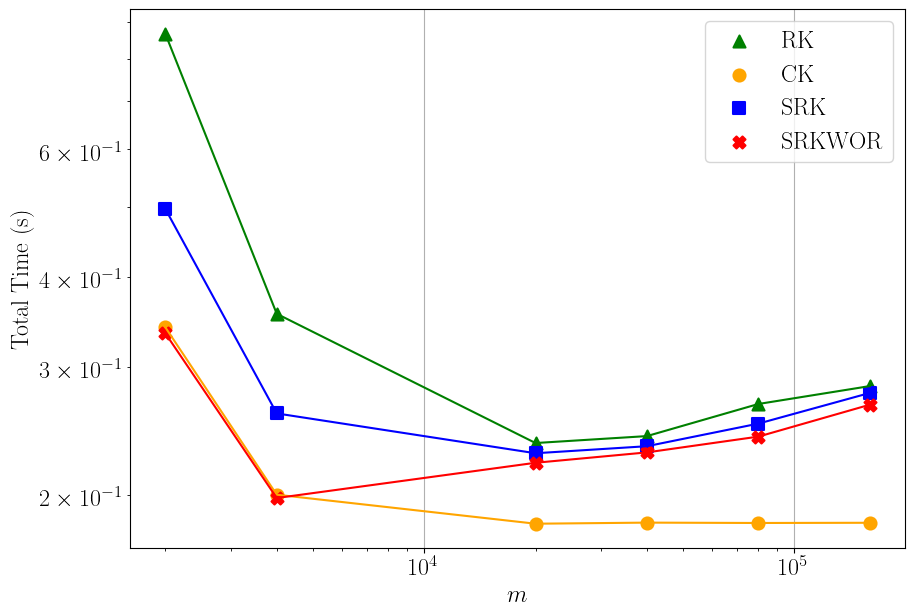 RK
CK
SRK
SRKWOR
Total Time (s)
6 × 10⁻¹
4 × 10⁻¹
3 × 10⁻¹
2 × 10⁻¹
10⁴
10⁵
m